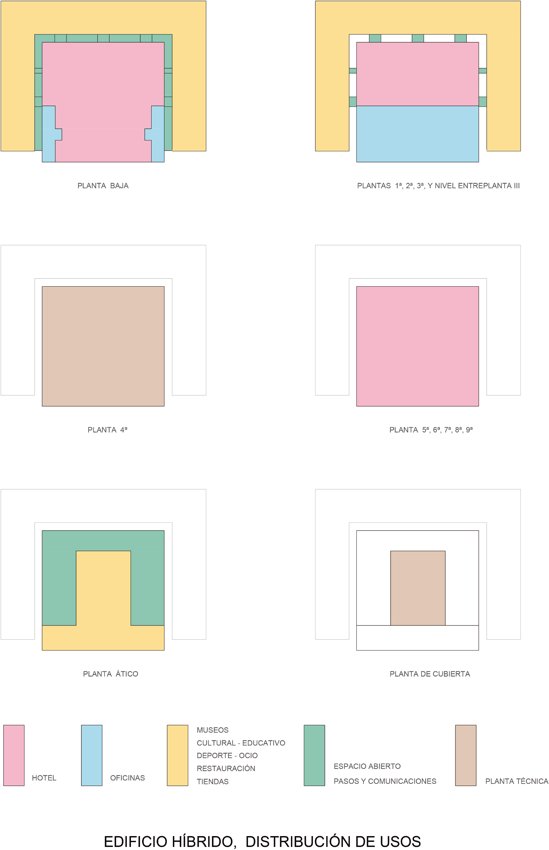 PLANTA BAJA
PLANTAS 1ª, 2ª, 3ª, Y NIVEL ENTREPLANTA III
PLANTA 4ª
PLANTA 5ª, 6ª, 7ª, 8ª, 9ª
PLANTA ÁTICO
PLANTA DE CUBIERTA
HOTEL
OFICINAS
MUSEOS
CULTURAL - EDUCATIVO
DEPORTE - OCIO
RESTAURACIÓN
TIENDAS
ESPACIO ABIERTO
PASOS Y COMUNICACIONES
PLANTA TÉCNICA
EDIFICIO HÍBRIDO, DISTRIBUCIÓN DE USOS